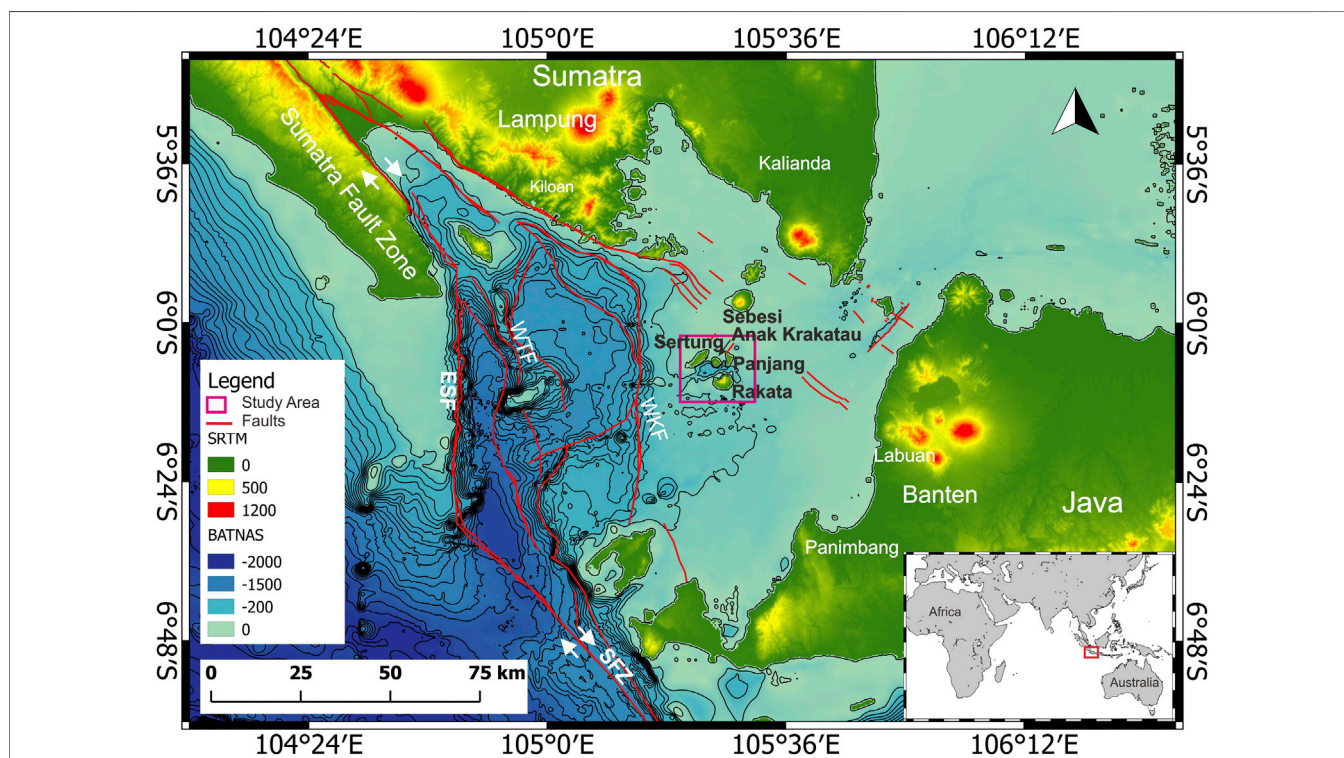 104°24′E 105°0′E 105°36′E 106°12′E
Sumatra
Lampung
Kalianda
Kiloan
5°36′S
5°36′S
Sumatra Fault Zone
6°0′S
6°0′S
Sebesi
Anak Krakatau
Sertung
Panjang
Rakata
WTF
ESF
WKF
Legend
Study Area
Faults
SRTM
0
500
1200
BATNAS
-2000
-1500
-200
0
6°24′S
6°24′S
Labuan
Banten
Java
Panimbang
6°48′S
6°48′S
SFZ
0 25 50 75 km
Africa
Australia
104°24′E 105°0′E 105°36′E 106°12′E